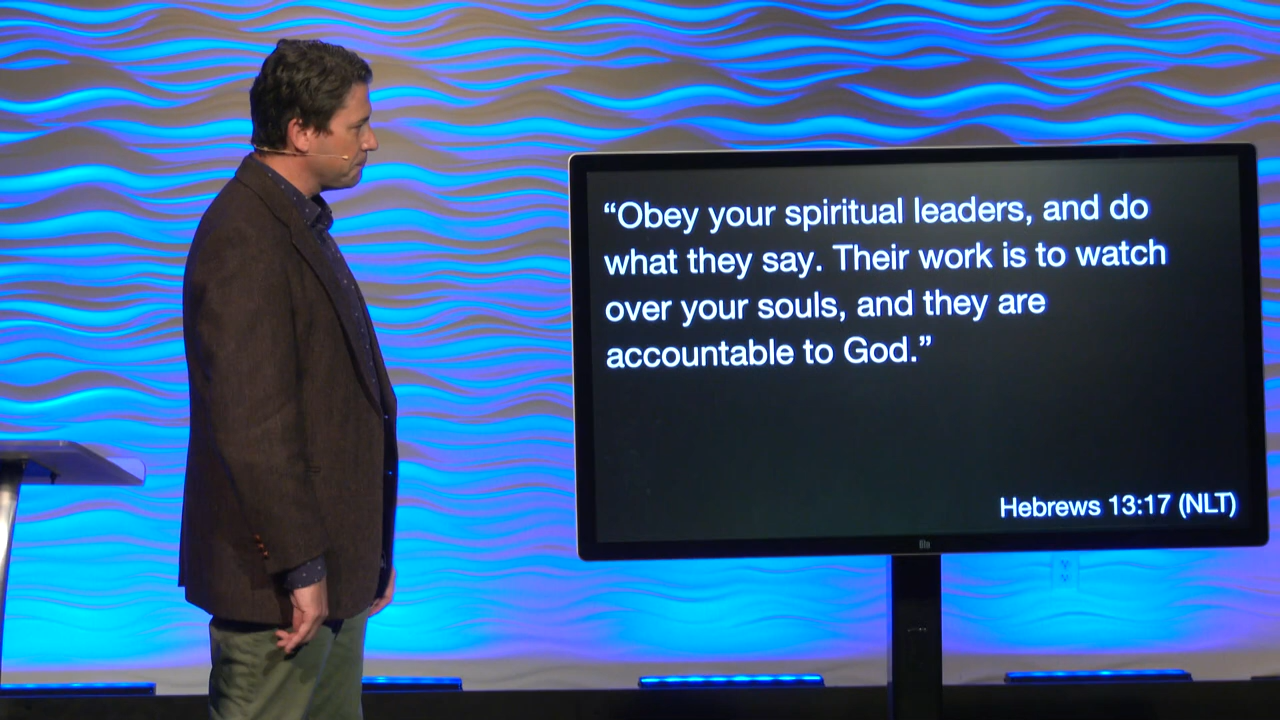 “Obey your spiritual leaders, and do
what they say. Their work is to watch
over your souls, and they are
accountable to God.”
Hebrews 13:17 (NLT)
elo